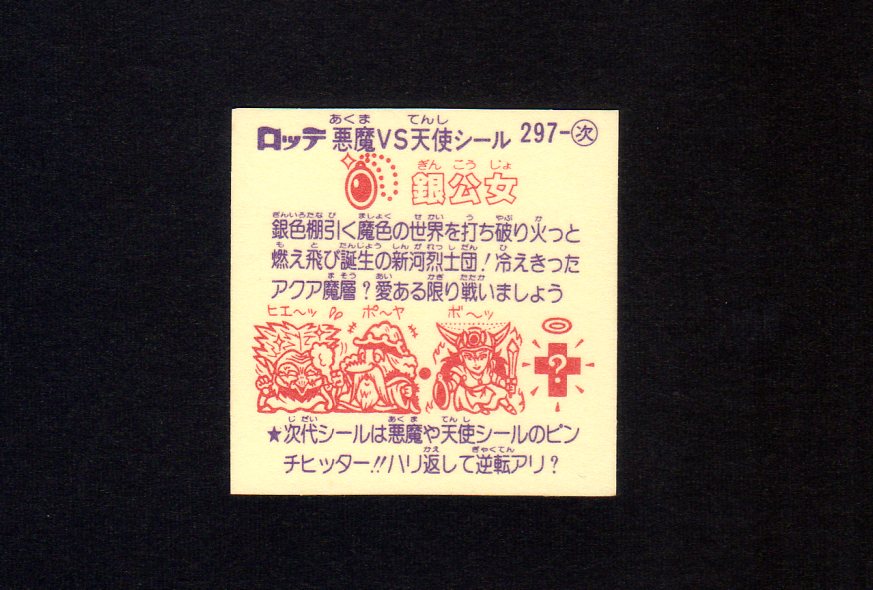 ロッテ 悪魔VS天使シール 297-次
あくま てんし
銀公女
ぎん こう じょ
銀色棚引く魔色の世界を打ち破り火っと
ぎんいろたなび ましょく せかい う やぶ か
燃え飛び誕生の新河烈士団!冷えきった
も と たんじょう しんがれっしだん ひ
アクア魔層?愛ある限り戦いましょう
まそう あい かぎ たたか
ヒエ〜ッ ポ〜ヤ ボ〜ッ
?
★次代シールは悪魔や天使シールのピン
じだい あくま てんし
チヒッター!!ハリ返して逆転アリ?
かえ ぎゃくてん